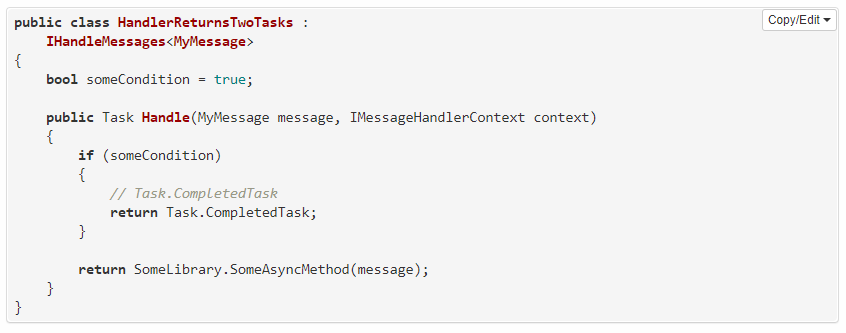 public class HandlerReturnsTwoTasks :
Copy/Edit
    IHandleMessages<MyMessage>
{
    bool someCondition = true;

    public Task Handle(MyMessage message, IMessageHandlerContext context)
    {
        if (someCondition)
        {
            // Task.CompletedTask
            return Task.CompletedTask;
        }

        return SomeLibrary.SomeAsyncMethod(message);
    }
}